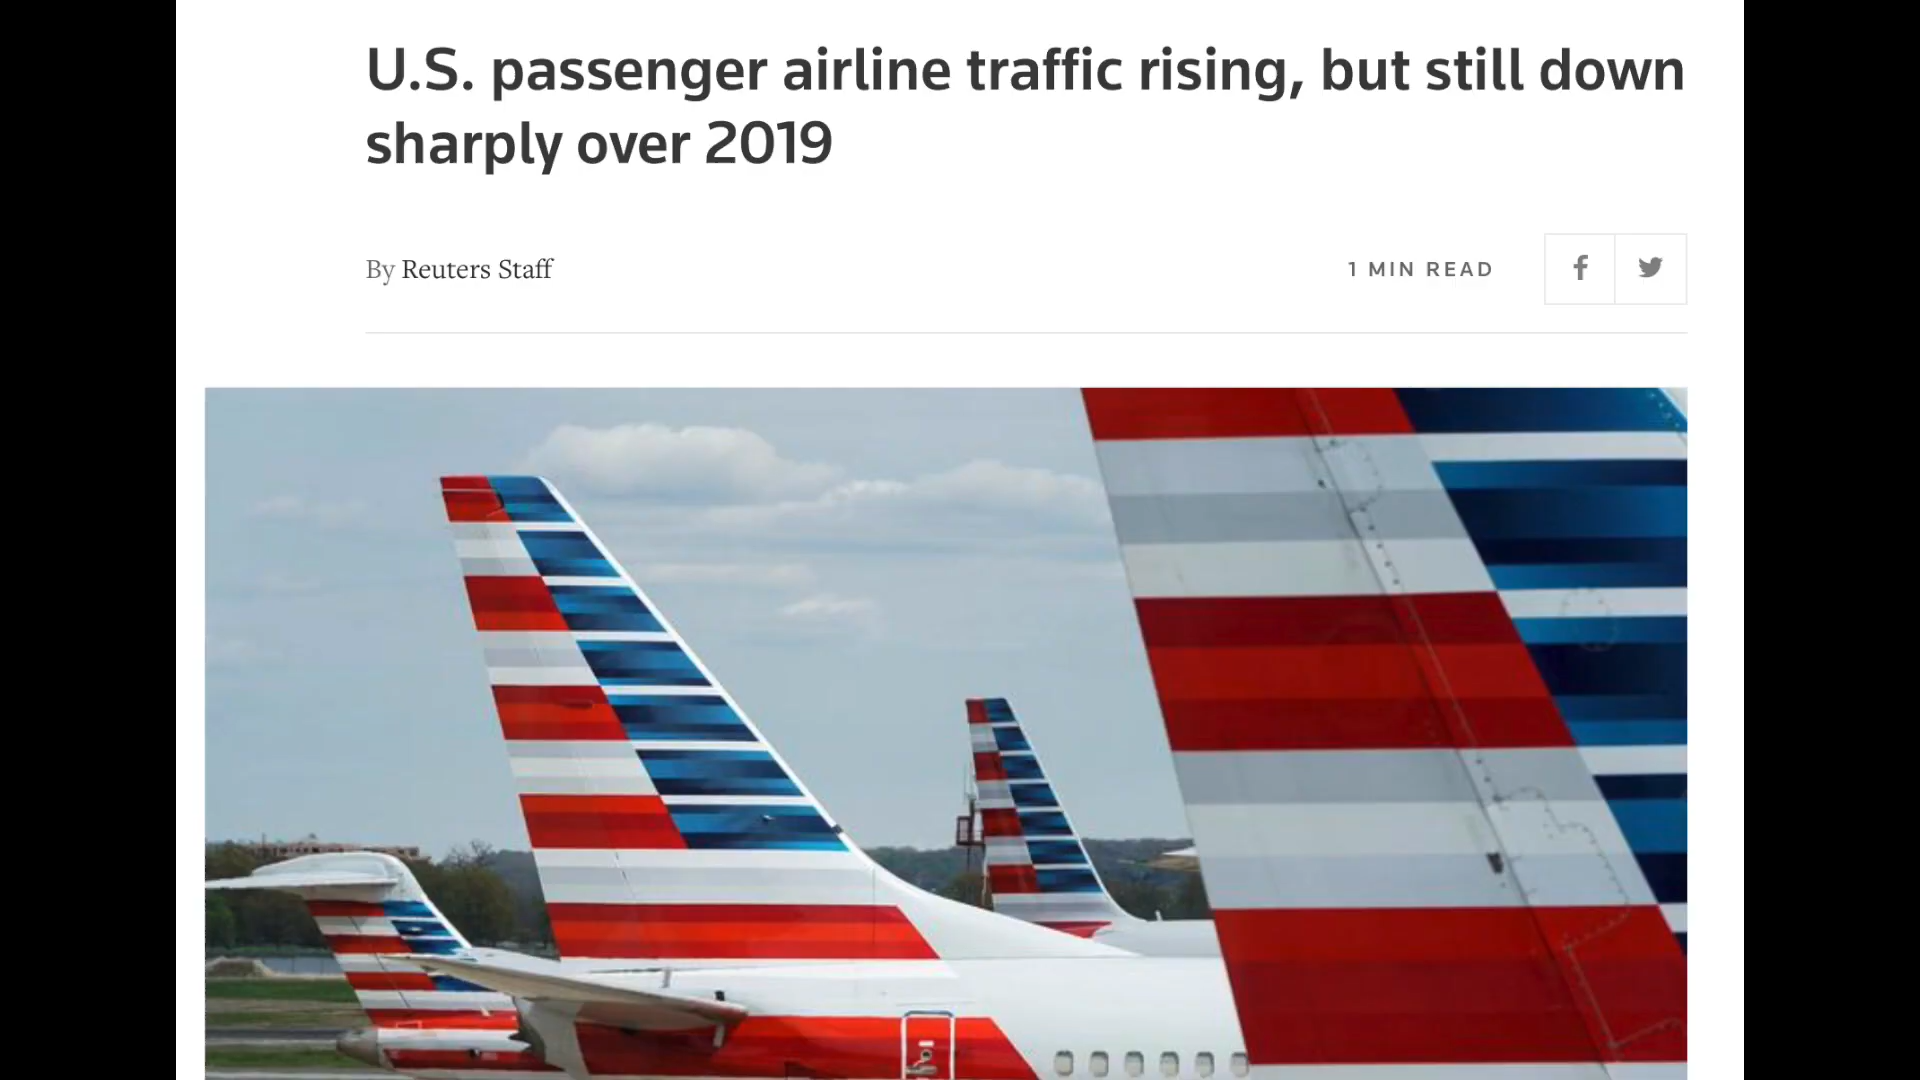 U.S. passenger airline traffic rising, but still down
sharply over 2019
By Reuters Staff
1 MIN READ